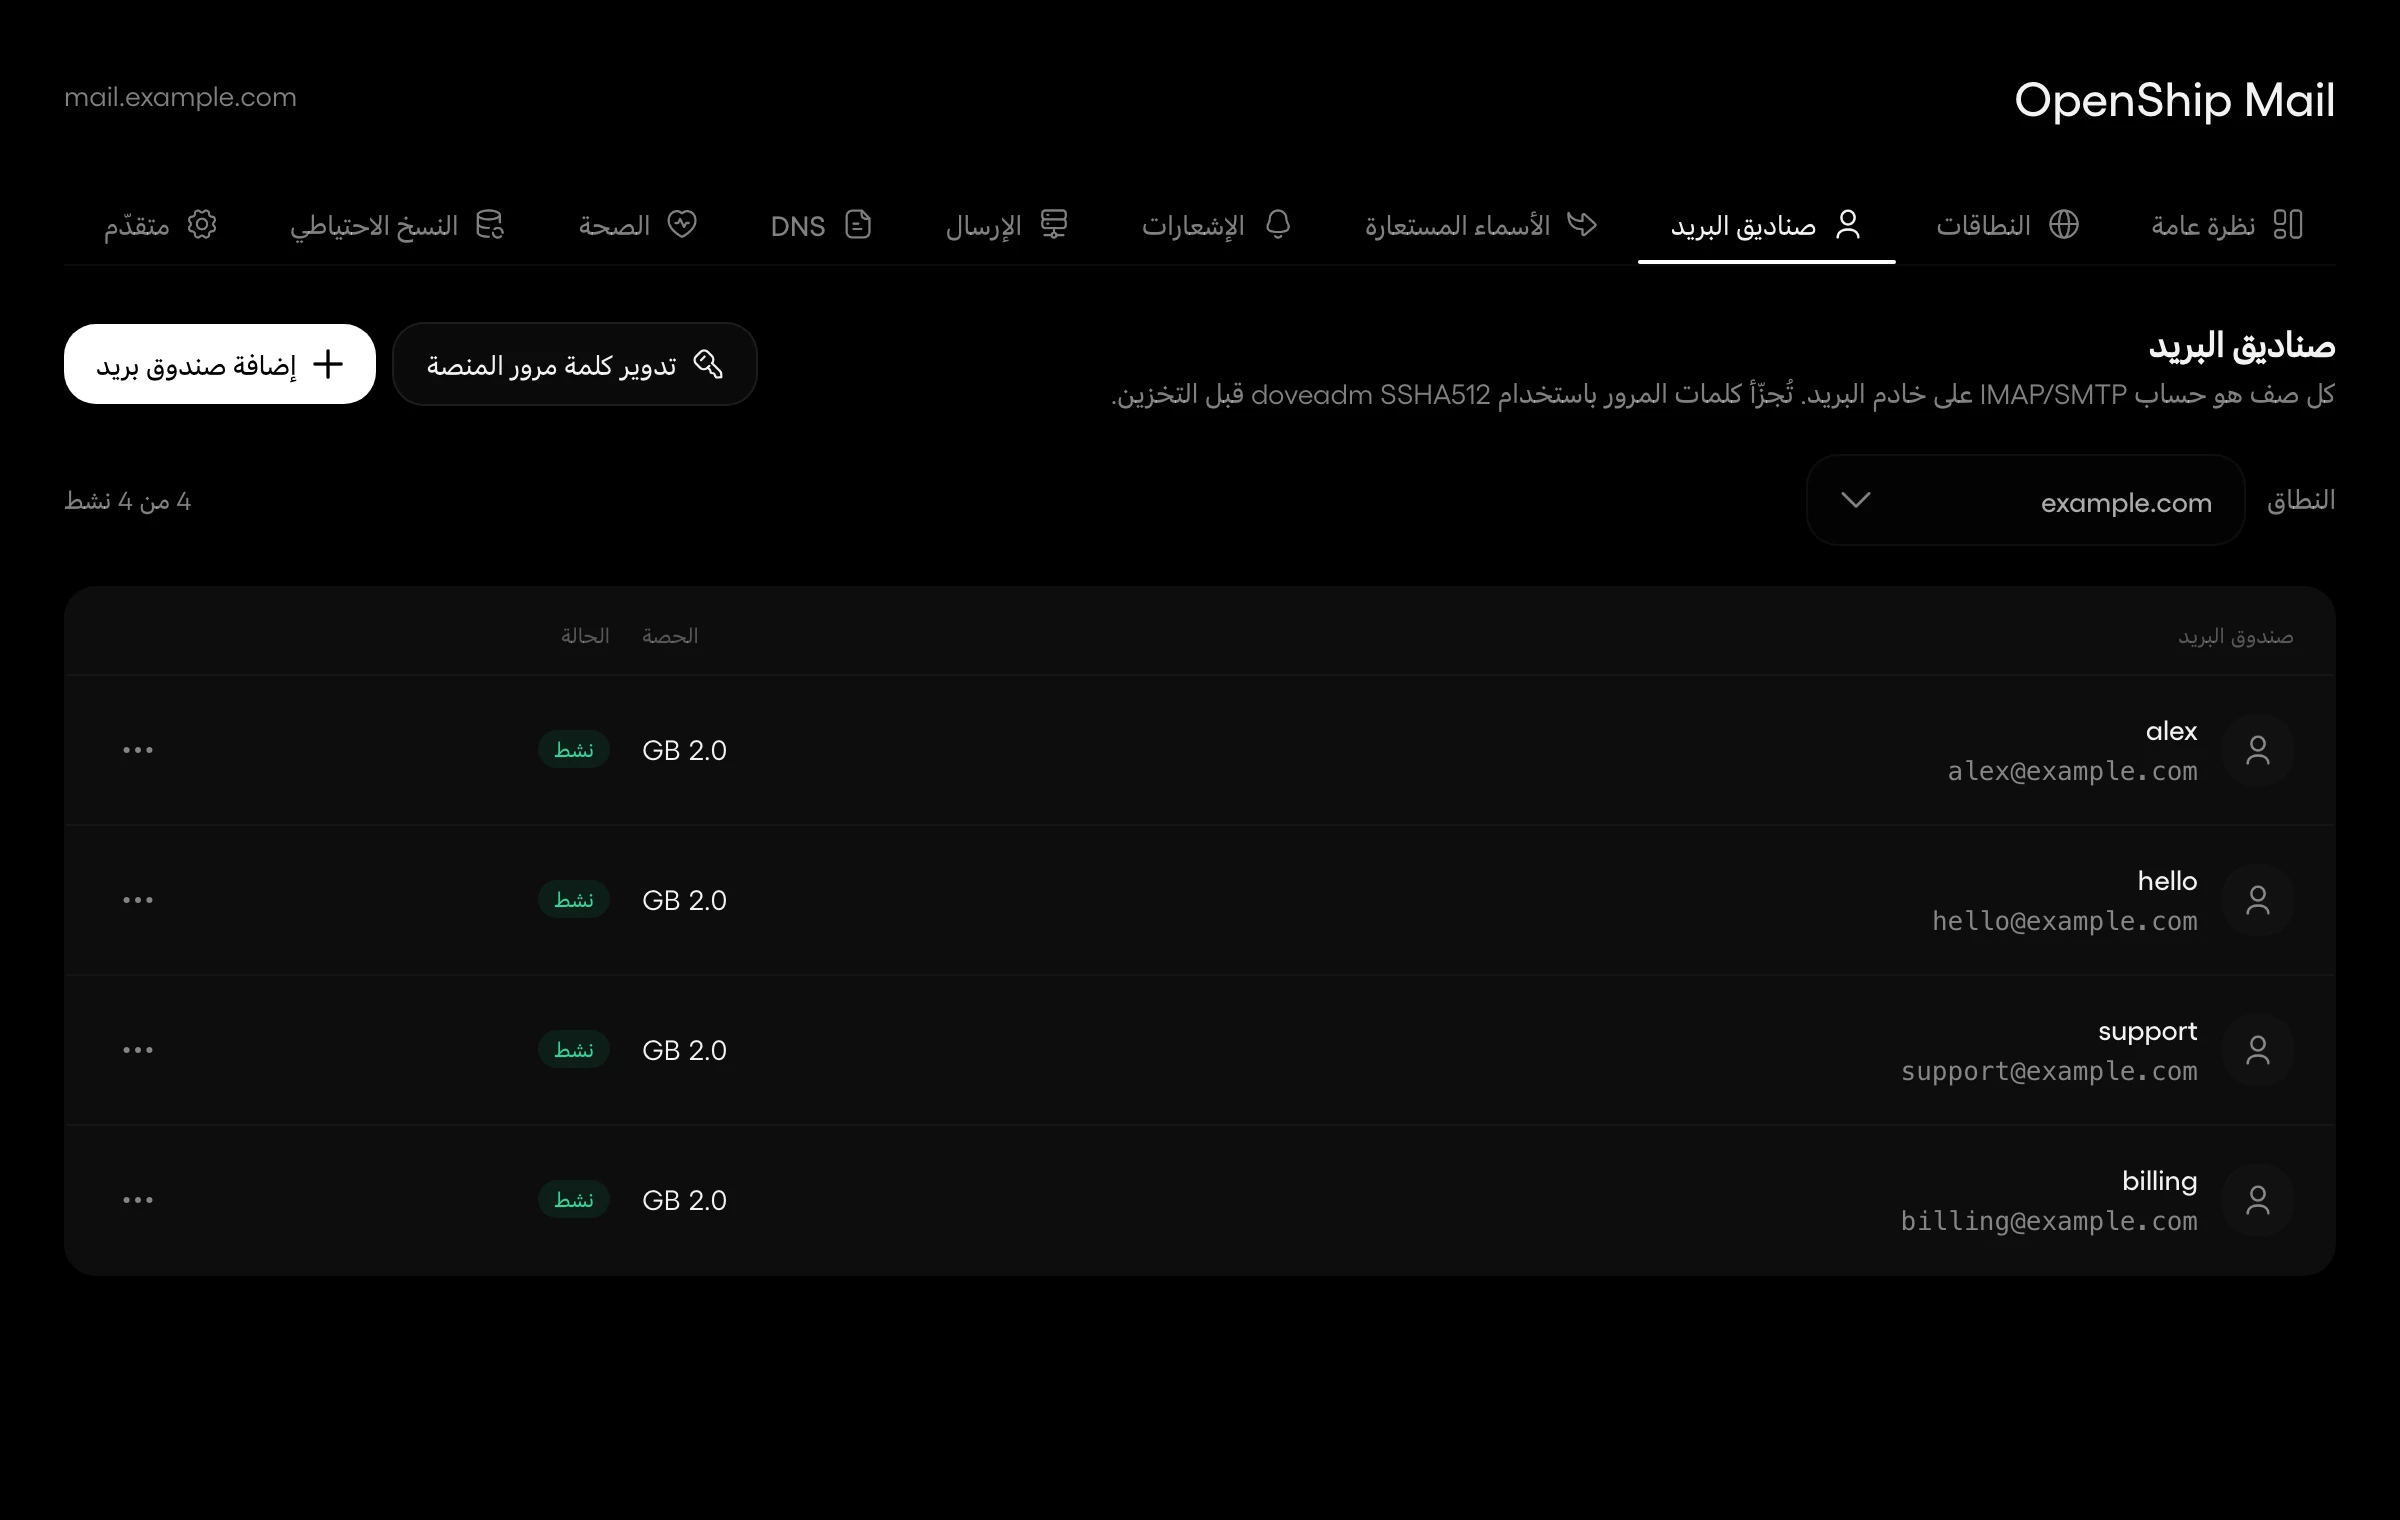 OpenShip Mail
mail.example.com
نظرة عامة
النطاقات
صناديق البريد
الأسماء المستعارة
الإشعارات
الإرسال
DNS
الصحة
النسخ الاحتياطي
متقدّم
صناديق البريد
كل صف هو حساب IMAP/SMTP على خادم البريد. تُجزّأ كلمات المرور باستخدام doveadm SSHA512 قبل التخزين.
تدوير كلمة مرور المنصة
إضافة صندوق بريد
النطاق
example.com
4 من 4 نشط
صندوق البريد
الحصة
الحالة
alex
alex@example.com
GB 2.0
نشط
hello
hello@example.com
GB 2.0
نشط
support
support@example.com
GB 2.0
نشط
billing
billing@example.com
GB 2.0
نشط